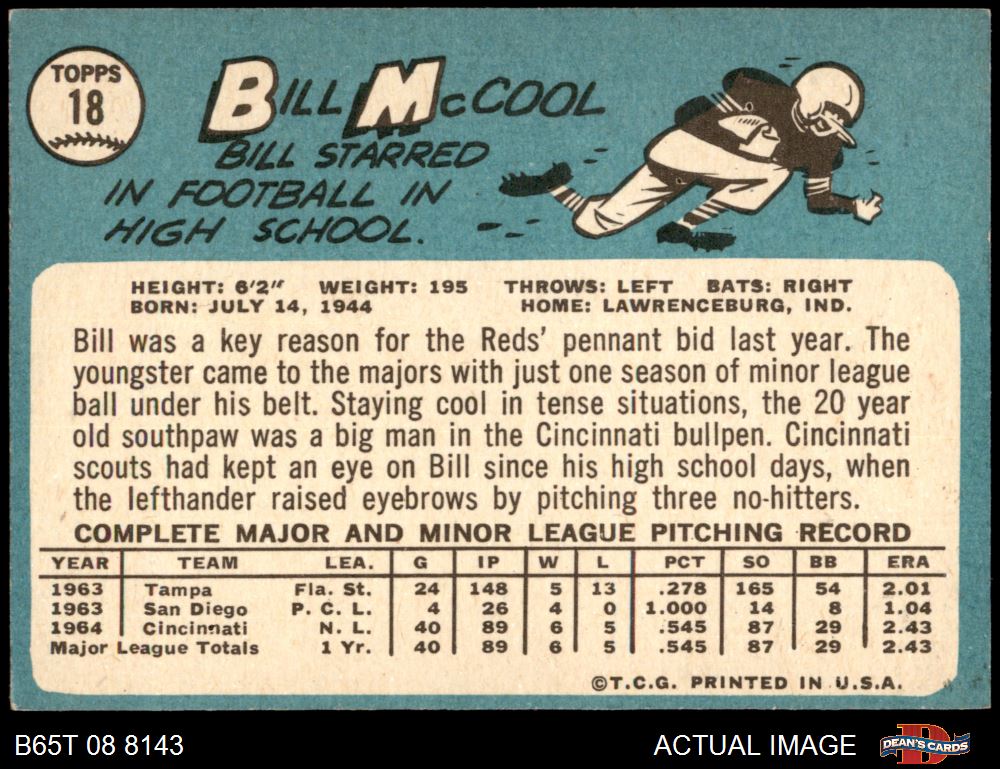 TOPPS
18
BILL McCOOL
BILL STARRED
IN FOOTBALL IN
HIGH SCHOOL.
HEIGHT: 6'2" WEIGHT: 195 THROWS: LEFT BATS: RIGHT
BORN: JULY 14, 1944 HOME: LAWRENCEBURG, IND.
Bill was a key reason for the Reds' pennant bid last year. The
youngster came to the majors with just one season of minor league
ball under his belt. Staying cool in tense situations, the 20 year
old southpaw was a big man in the Cincinnati bullpen. Cincinnati
scouts had kept an eye on Bill since his high school days, when
the lefthander raised eyebrows by pitching three no-hitters.
COMPLETE MAJOR AND MINOR LEAGUE PITCHING RECORD
YEAR TEAM LEA. G IP W L PCT SO BB ERA
1963 Tampa Fla. St. 24 148 5 13 .278 165 54 2.01
1963 San Diego P. C. L. 4 26 4 0 1.000 14 8 1.04
1964 Cincinnati N. L. 40 89 6 5 .545 87 29 2.43
Major League Totals 1 Yr. 40 89 6 5 .545 87 29 2.43
©T.C.G. PRINTED IN U.S.A.
B65T 08 8143 ACTUAL IMAGE DEAN'S CARDS